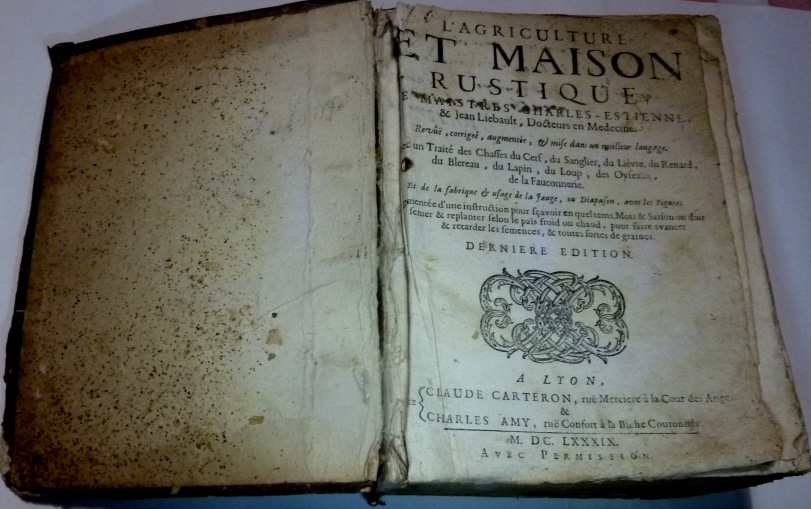 L'AGRICULTURE
ET MAISON
RUSTIQUE,
CHARLES-ESTIENNE,
& Jean Liebault, Docteurs en Medecine.
Revûë, corrigée, augmentée, & mise dans un meilleur langage.
un Traité des Chasses du Cerf, du Sanglier, du Liévre, du Renard,
du Blereau, du Lapin, du Loup, des Oyseaux,
de la Fauconnerie.
Et de la fabrique & usage de la Jauge, ou Diapason, avec les Figures.
mentée d'une instruction pour sçavoir en quel tems, Mois & Saison on doit
semer & replanter selon le païs froid ou chaud, pour faire avancer
& retarder les semences, & toutes sortes de graines.
DERNIERE EDITION.
A LYON,
CLAUDE CARTERON, ruë Merciere à la Cour des Anges
&
CHARLES AMY, ruë Confort à la Biche Couronnée.
M. DC. LXXXIX.
AVEC PERMISSION.